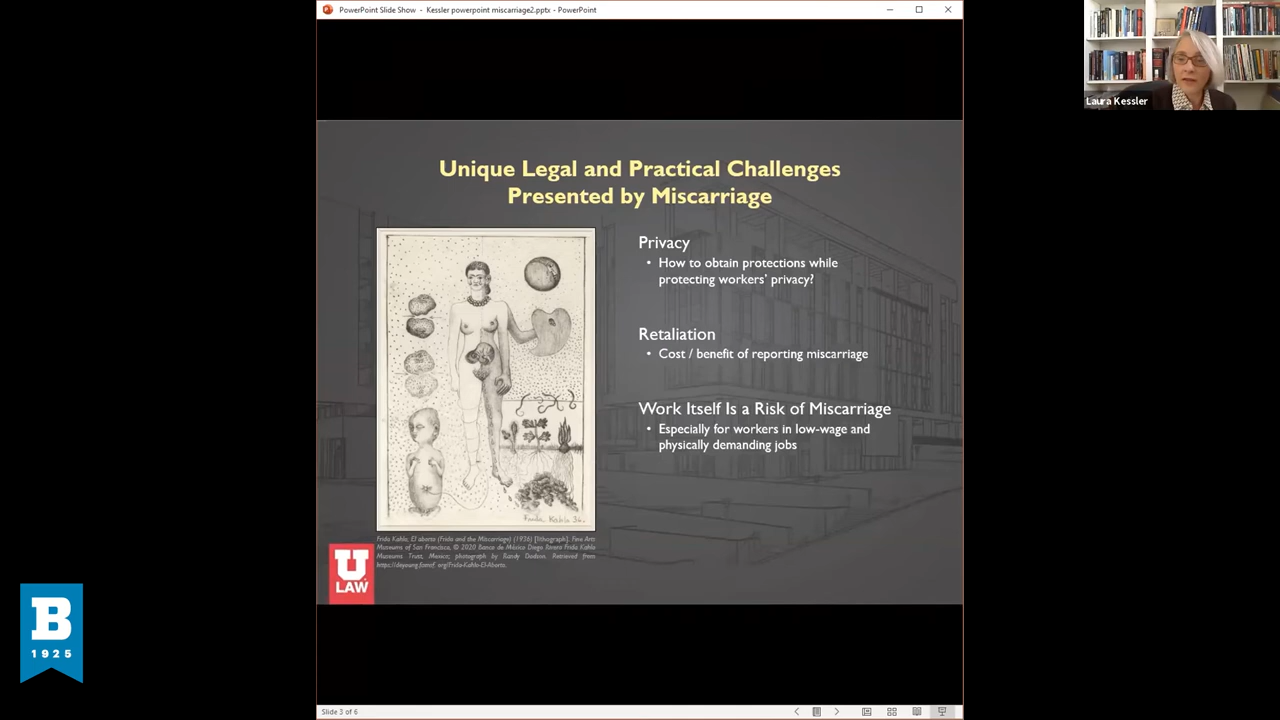 PowerPoint Slide Show - Kessler powerpoint miscarriage2.pptx - PowerPoint
Laura Kessler
Unique Legal and Practical Challenges
Presented by Miscarriage
Privacy
• How to obtain protections while
protecting workers' privacy?
Retaliation
• Cost / benefit of reporting miscarriage
Work Itself Is a Risk of Miscarriage
• Especially for workers in low-wage and
physically demanding jobs
Frida Kahlo
Frida Kahlo, El aborto (Frida and the Miscarriage) (1936) [lithograph]. Fine Arts
Museums of San Francisco, © 2020 Banco de México Diego Rivera Frida Kahlo
Museums Trust, Mexico; photograph by Randy Dodson. Retrieved from
U
LAW
B
1925
Slide 3 of 6